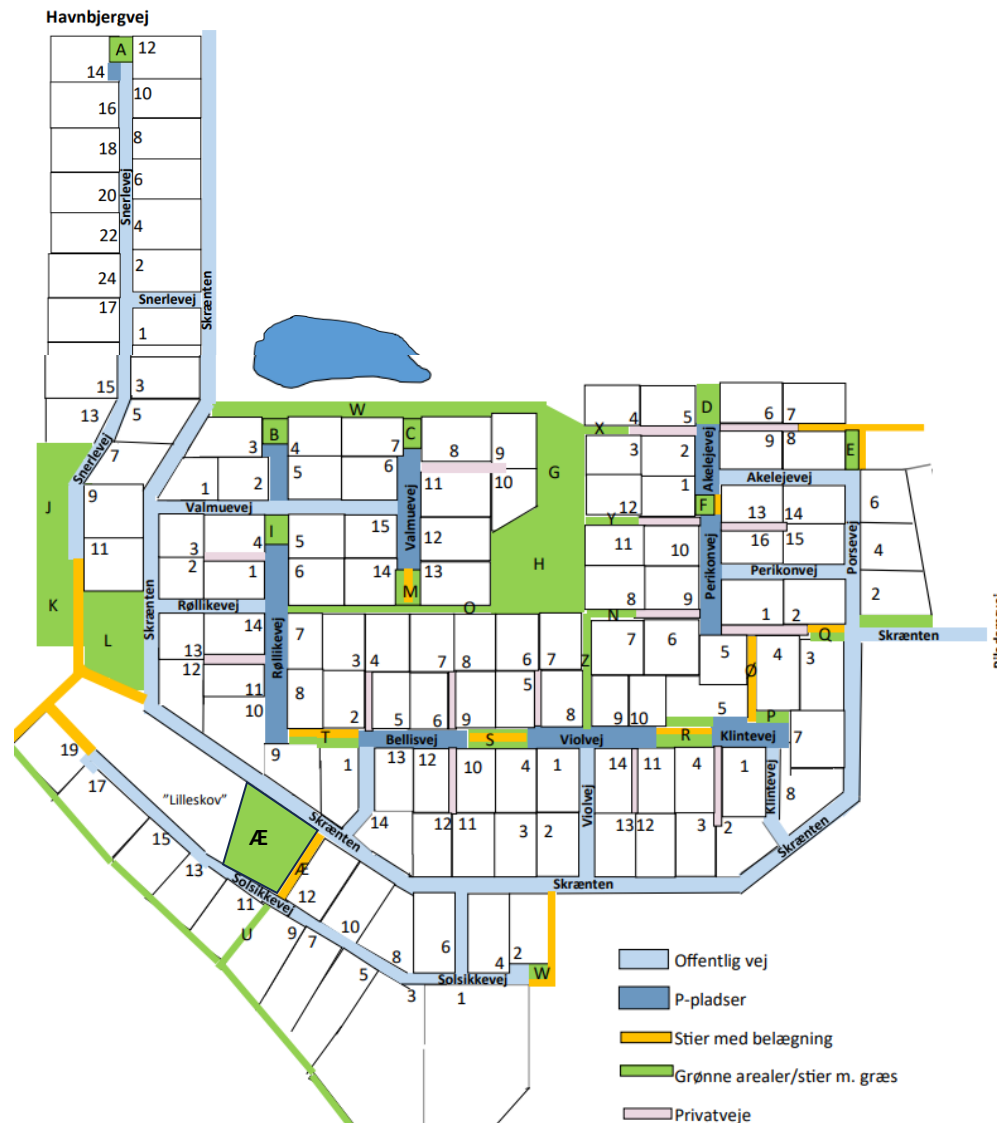 Havnbjergvej
A
12
14
10
16
8
18
6
20
Snerlevej
4
22
2
24
Snerlevej
Skrænten
17
1
15
3
13
5
7
Snerlevej
9
11
J
K
L
W
3
B
4
7
C
8
9
G
10
1
2
5
6
11
Valmuevej
Valmuevej
3
4
I
5
15
12
2
1
6
14
M
13
H
Røllikevej
O
Skrænten
14
13
12
11
10
9
Røllikevej
7
8
3
4
7
8
6
7
Z
2
5
6
9
5
8
T
Bellisvej
S
Violvej
R
Klintevej
1
13
12
10
4
1
14
11
4
1
Klintevej
8
7
14
12
11
3
2
Violvej
13
12
3
2
Skrænten
Skrænten
Skrænten
X
4
5
D
6
7
3
2
Akelejevej
9
8
E
1
Akelejevej
12
F
6
Y
13
14
11
10
16
15
Porsevej
4
Perikonvej
Perikonvej
8
9
1
2
2
N
Q
Skrænten
7
6
5
Ø
4
3
9
10
5
P
19
17
"Lilleskov"
Æ
Æ
15
13
Solsikkevej
11
12
U
9
7
10
5
8
6
3
4
2
W
1
Solsikkevej
Offentlig vej
P-pladser
Stier med belægning
Grønne arealer/stier m. græs
Privatveje